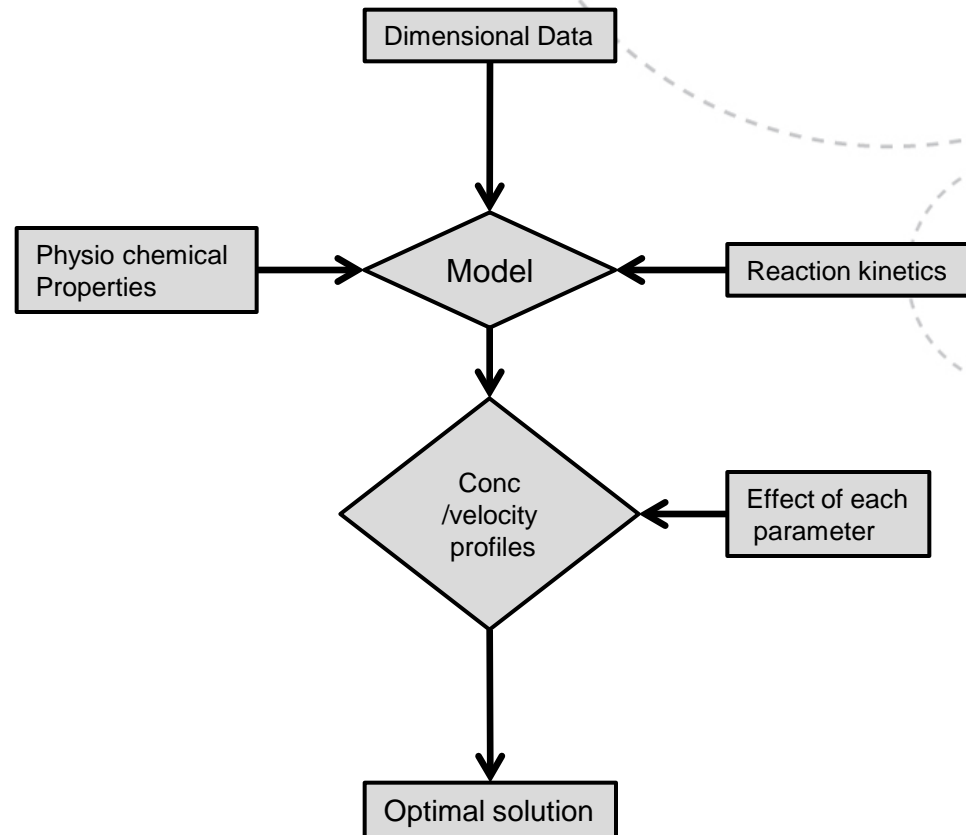 Dimensional Data
Physio chemical
Properties
Model
Reaction kinetics
Conc
/velocity
profiles
Effect of each
parameter
Optimal solution